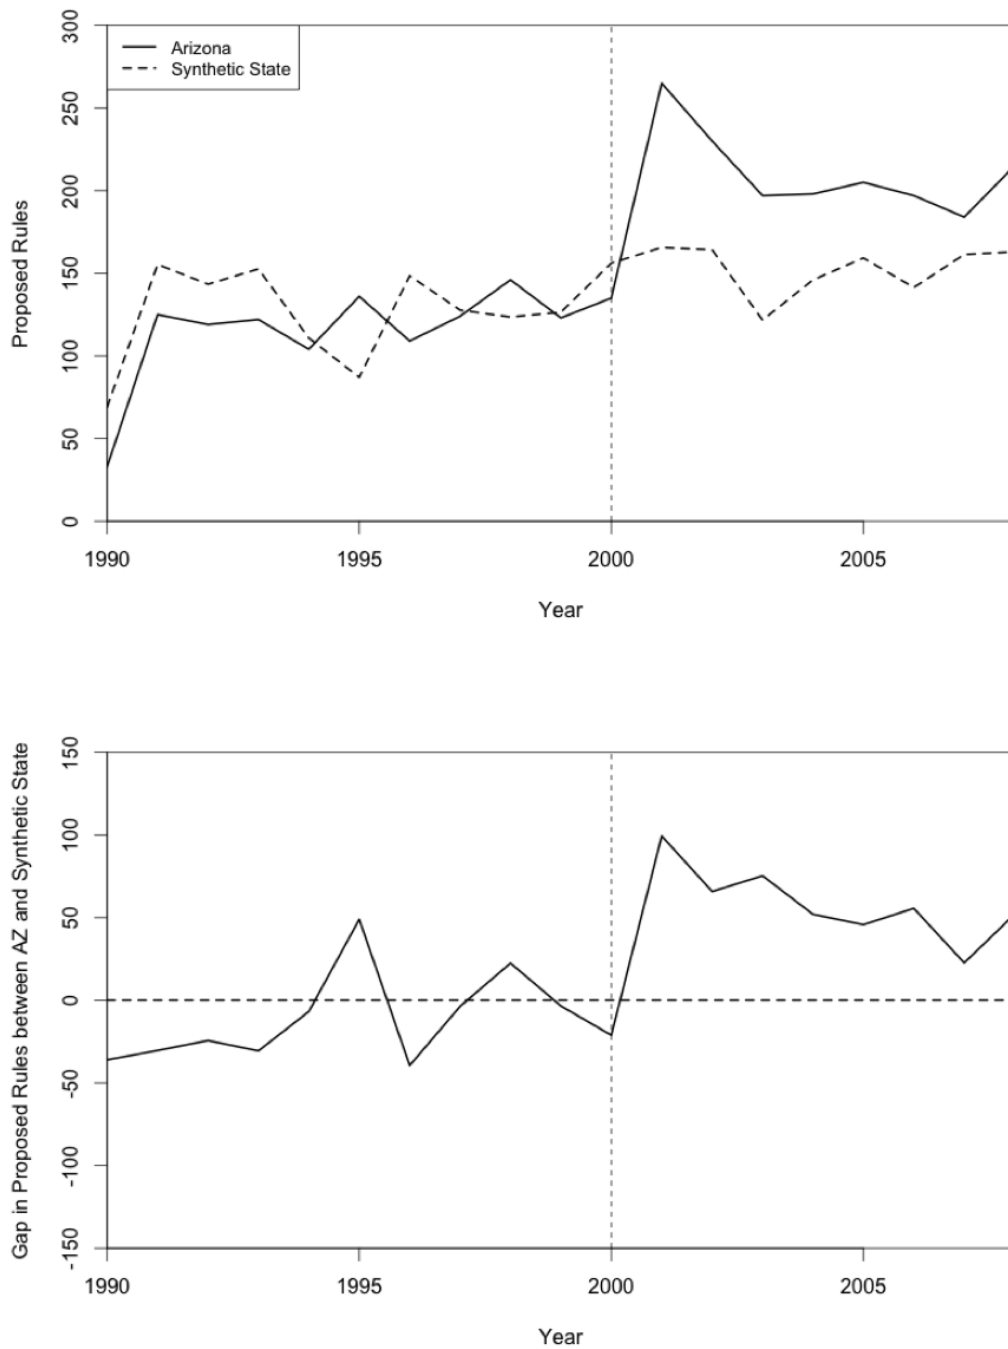 300
250
200
150
100
50
0
Proposed Rules
Arizona
Synthetic State
1990 1995 2000 2005
Year
150
100
50
0
-50
-100
-150
Gap in Proposed Rules between AZ and Synthetic State
1990 1995 2000 2005
Year